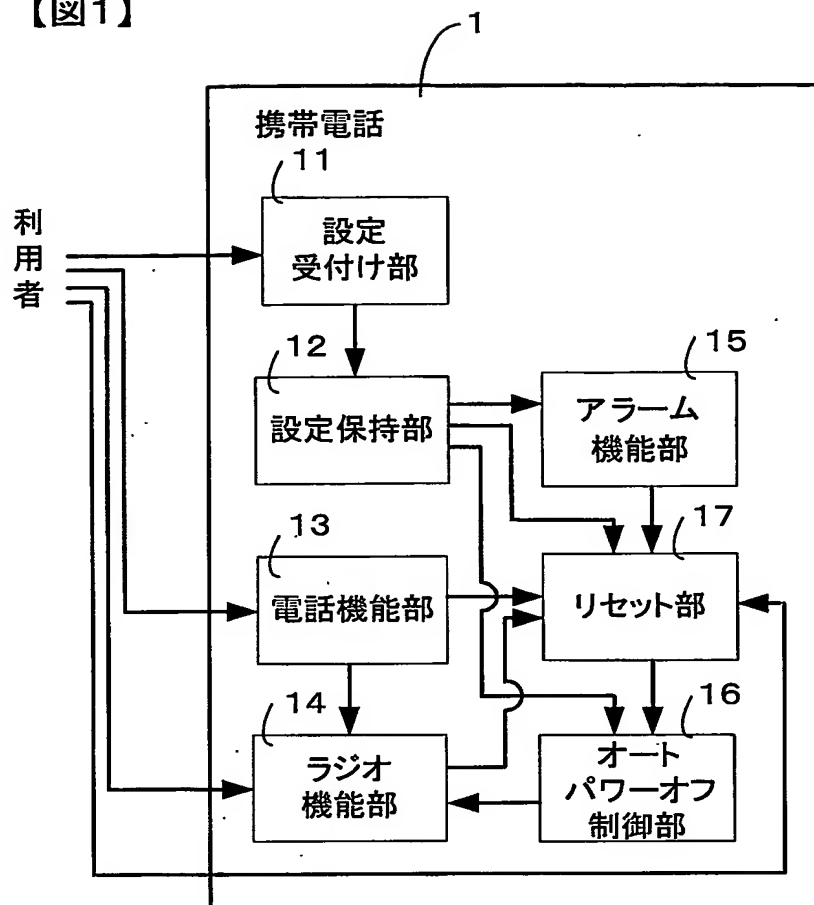 【図1】
1
携帯電話
11
設定
受付け部
利用者
12
設定保持部
15
アラーム
機能部
13
電話機能部
17
リセット部
14
ラジオ
機能部
16
オート
パワーオフ
制御部